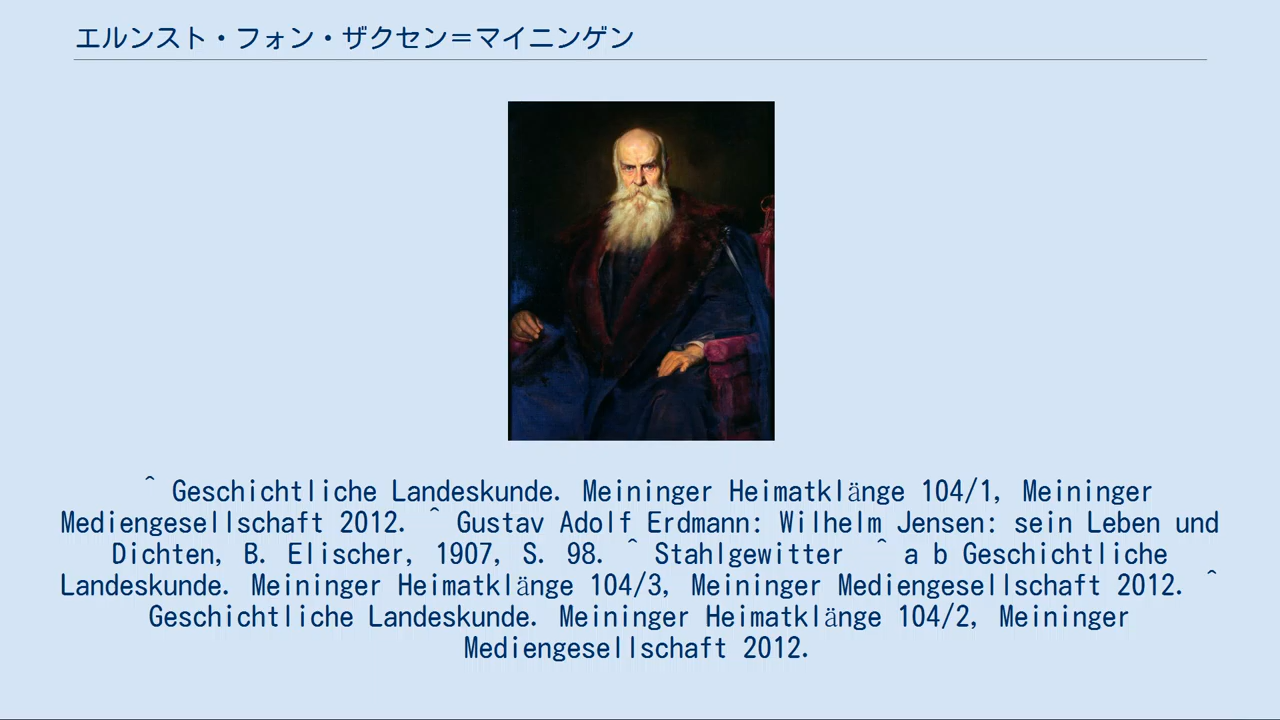 エルンスト・フォン・ザクセン＝マイニンゲン
^ Geschichtliche Landeskunde. Meininger Heimatklänge 104/1, Meininger
Mediengesellschaft 2012. ^ Gustav Adolf Erdmann: Wilhelm Jensen: sein Leben und
Dichten, B. Elischer, 1907, S. 98. ^ Stahlgewitter ^ a b Geschichtliche
Landeskunde. Meininger Heimatklänge 104/3, Meininger Mediengesellschaft 2012. ^
Geschichtliche Landeskunde. Meininger Heimatklänge 104/2, Meininger
Mediengesellschaft 2012.